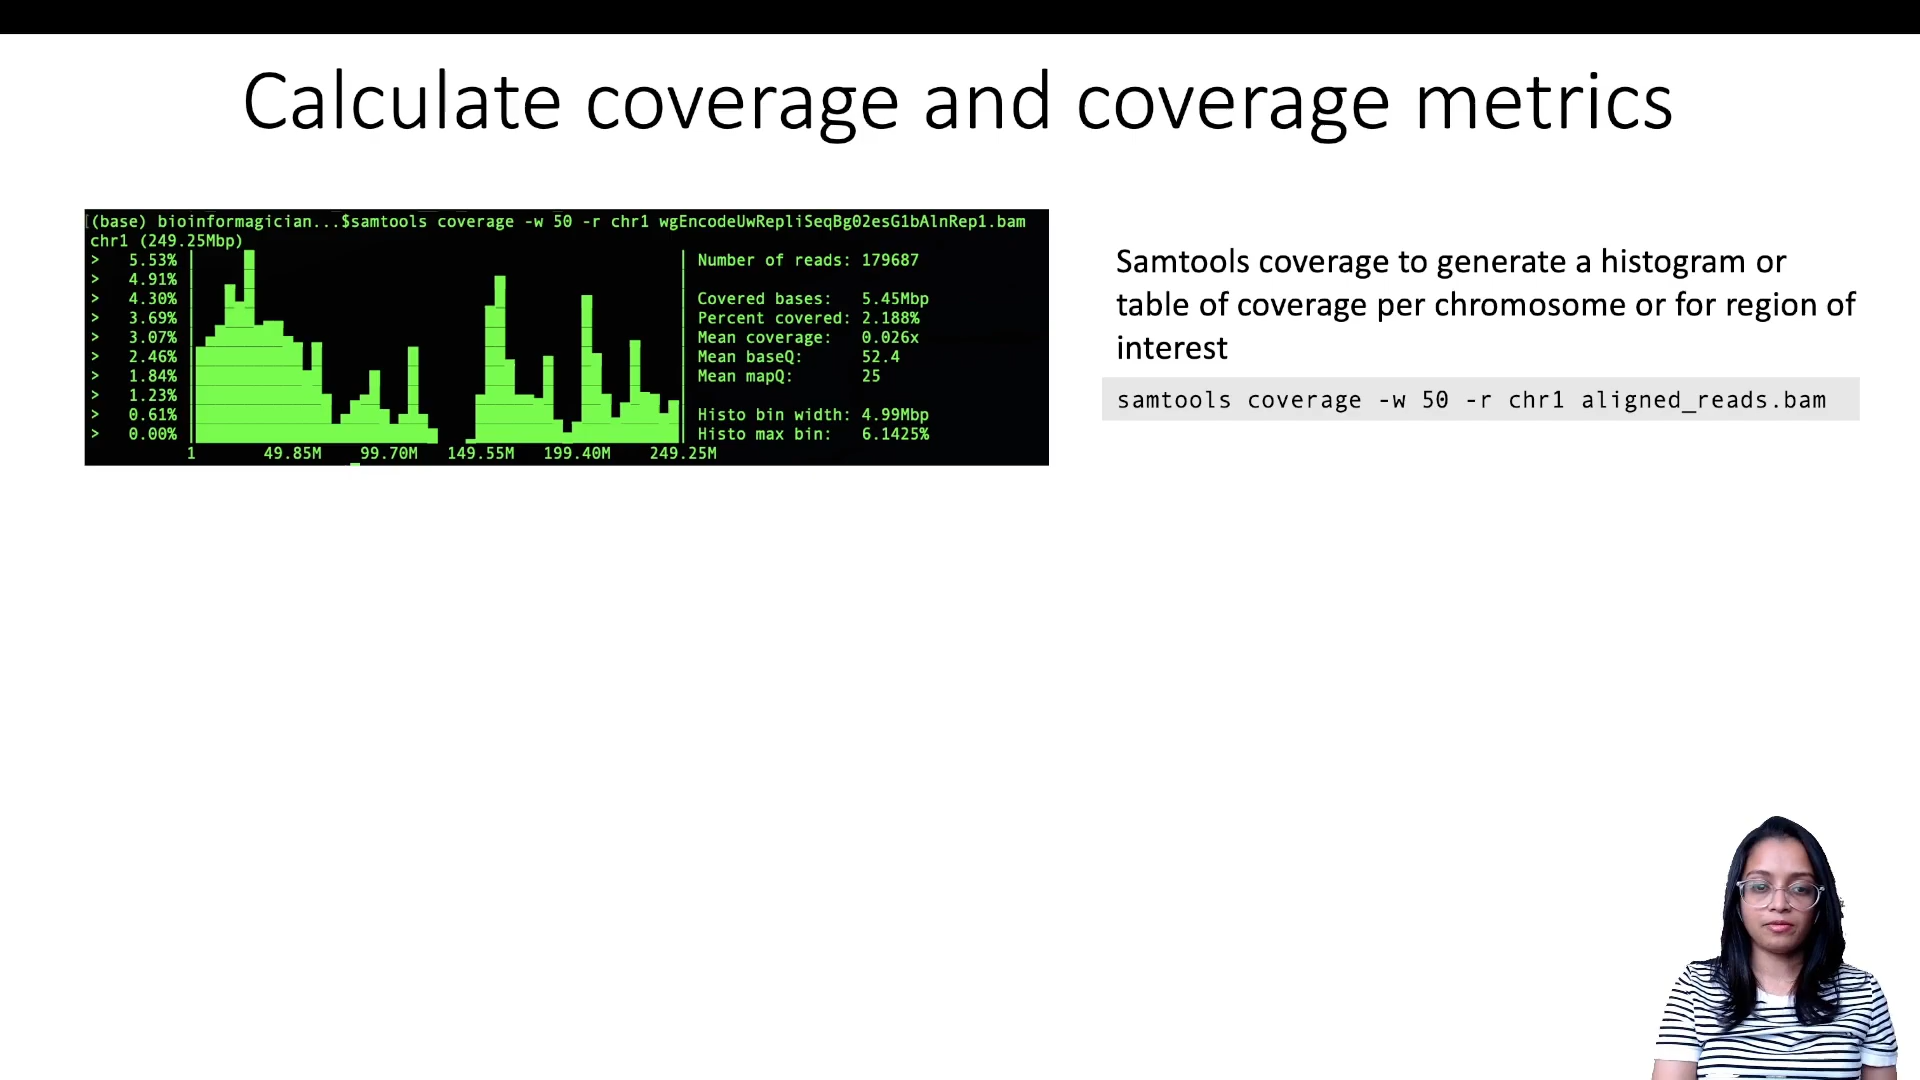 Calculate coverage and coverage metrics
[(base) bioinformagician...$samtools coverage -w 50 -r chr1 wgEncodeUwRepliSeqBg02esG1bAlnRep1.bam
chr1 (249.25Mbp)
> 5.53% | | Number of reads: 179687
> 4.91% | |
> 4.30% | | Covered bases: 5.45Mbp
> 3.69% | | Percent covered: 2.188%
> 3.07% | | Mean coverage: 0.026x
> 2.46% | | Mean baseQ: 52.4
> 1.84% | | Mean mapQ: 25
> 1.23% | |
> 0.61% | | Histo bin width: 4.99Mbp
> 0.00% | | Histo max bin: 6.1425%
1 49.85M 99.70M 149.55M 199.40M 249.25M
Samtools coverage to generate a histogram or
table of coverage per chromosome or for region of
interest
samtools coverage -w 50 -r chr1 aligned_reads.bam